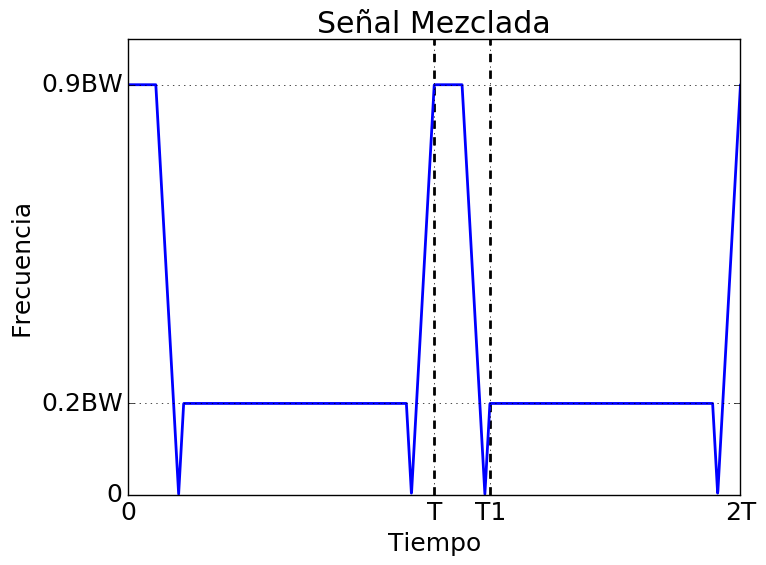 Señal Mezclada
0.9BW
Frecuencia
0.2BW
0
0 T T1 2T
Tiempo